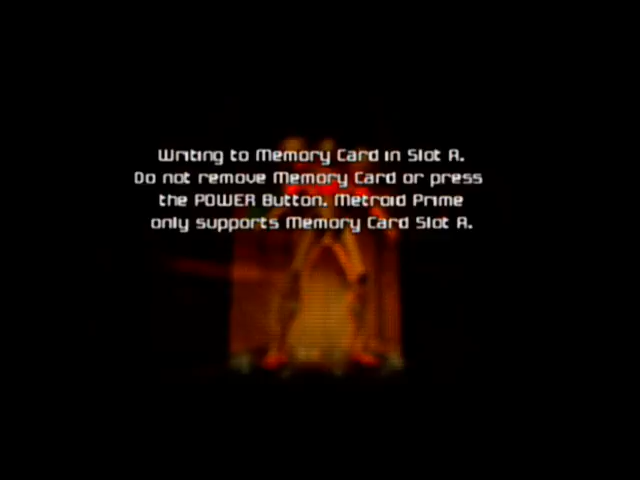 Writing to Memory Card in Slot A.
Do not remove Memory Card or press
the POWER Button. Metroid Prime
only supports Memory Card Slot A.